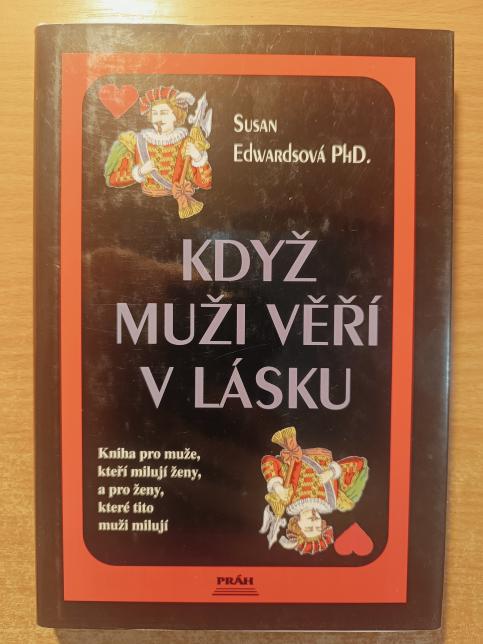 Susan
Edwardsová PhD.
KDYŽ
MUŽI VĚŘÍ
V LÁSKU
Kniha pro muže,
kteří milují ženy,
a pro ženy,
které tito
muži milují
PRÁH